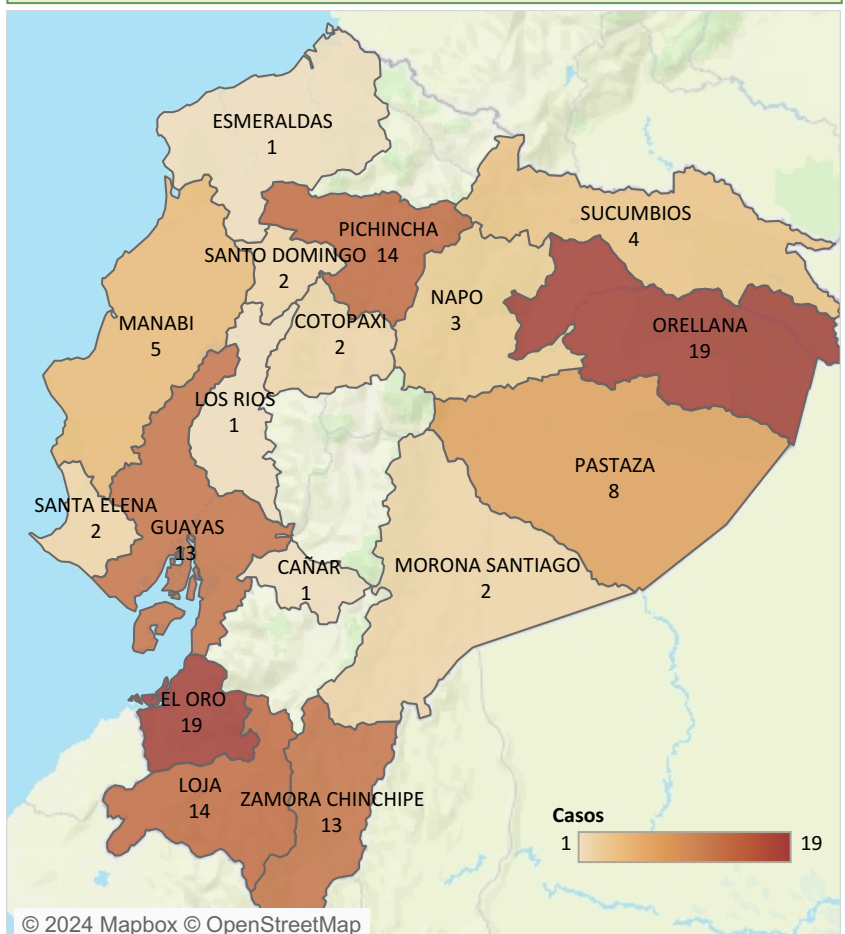 ESMERALDAS
1
PICHINCHA
14
SUCUMBIOS
4
SANTO DOMINGO
2
NAPO
3
COTOPAXI
2
MANABI
5
ORELLANA
19
LOS RIOS
1
PASTAZA
8
SANTA ELENA
2
GUAYAS
13
CAÑAR
1
MORONA SANTIAGO
2
EL ORO
19
LOJA
14
ZAMORA CHINCHIPE
13
Casos
1 19
© 2024 Mapbox © OpenStreetMap